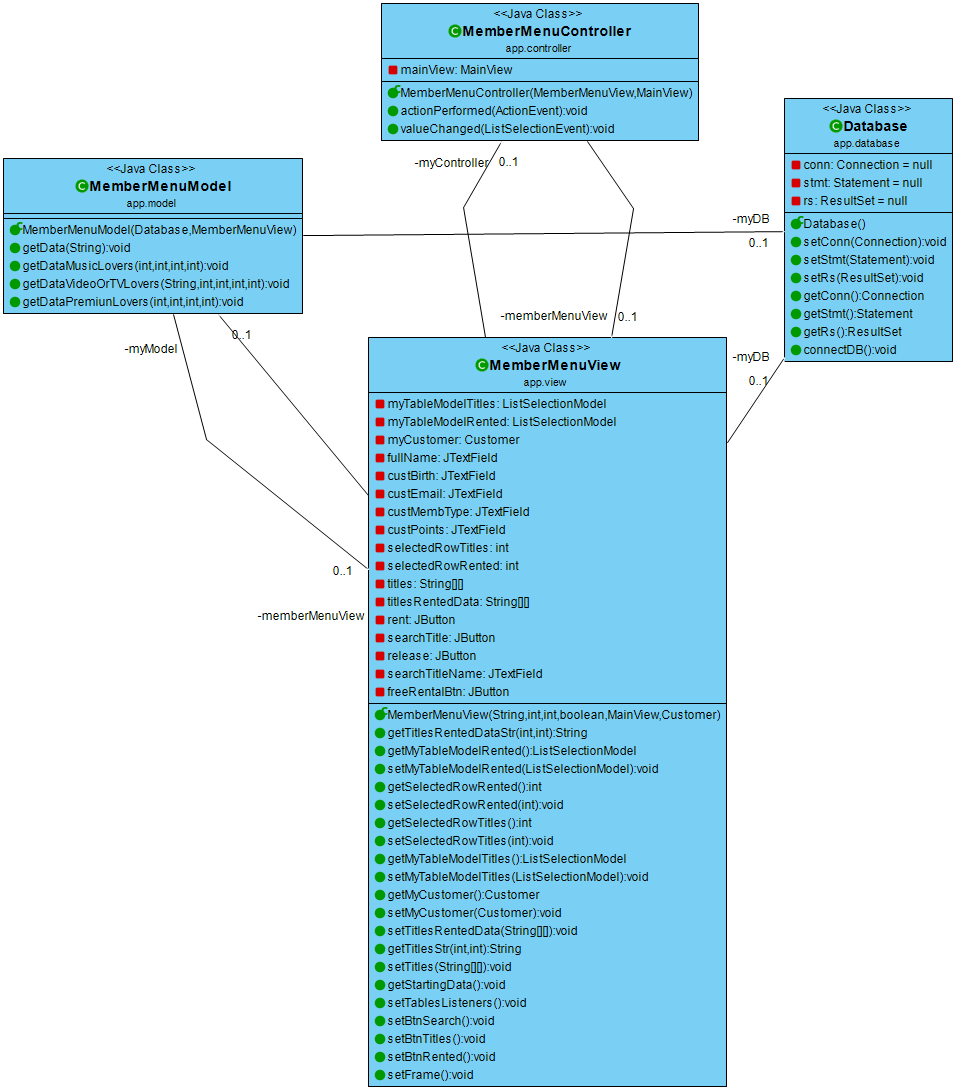 <<Java Class>>
MemberMenuController
app.controller
mainView: MainView
MemberMenuController(MemberMenuView,MainView)
actionPerformed(ActionEvent):void
valueChanged(ListSelectionEvent):void
<<Java Class>>
Database
app.database
conn: Connection = null
stmt: Statement = null
rs: ResultSet = null
Database()
setConn(Connection):void
setStmt(Statement):void
setRs(ResultSet):void
getConn():Connection
getStmt():Statement
getRs():ResultSet
connectDB():void
<<Java Class>>
MemberMenuModel
app.model
MemberMenuModel(Database,MemberMenuView)
getData(String):void
getDataMusicLovers(int,int,int,int):void
getDataVideoOrTVLovers(String,int,int,int,int):void
getDataPremiunLovers(int,int,int,int):void
-myController
0..1
-myDB
0..1
-memberMenuView
0..1
-myModel
0..1
-myDB
0..1
0..1
-memberMenuView
<<Java Class>>
MemberMenuView
app.view
myTableModelTitles: ListSelectionModel
myTableModelRented: ListSelectionModel
myCustomer: Customer
fullName: JTextField
custBirth: JTextField
custEmail: JTextField
custMembType: JTextField
custPoints: JTextField
selectedRowTitles: int
selectedRowRented: int
titles: String[][]
titlesRentedData: String[][]
rent: JButton
searchTitle: JButton
release: JButton
searchTitleName: JTextField
freeRentalBtn: JButton
MemberMenuView(String,int,int,boolean,MainView,Customer)
getTitlesRentedDataStr(int,int):String
getMyTableModelRented():ListSelectionModel
setMyTableModelRented(ListSelectionModel):void
getSelectedRowRented():int
setSelectedRowRented(int):void
getSelectedRowTitles():int
setSelectedRowTitles(int):void
getMyTableModelTitles():ListSelectionModel
setMyTableModelTitles(ListSelectionModel):void
getMyCustomer():Customer
setMyCustomer(Customer):void
setTitlesRentedData(String[][]):void
getTitlesStr(int,int):String
setTitles(String[][]):void
getStartingData():void
setTablesListeners():void
setBtnSearch():void
setBtnTitles():void
setBtnRented():void
setFrame():void